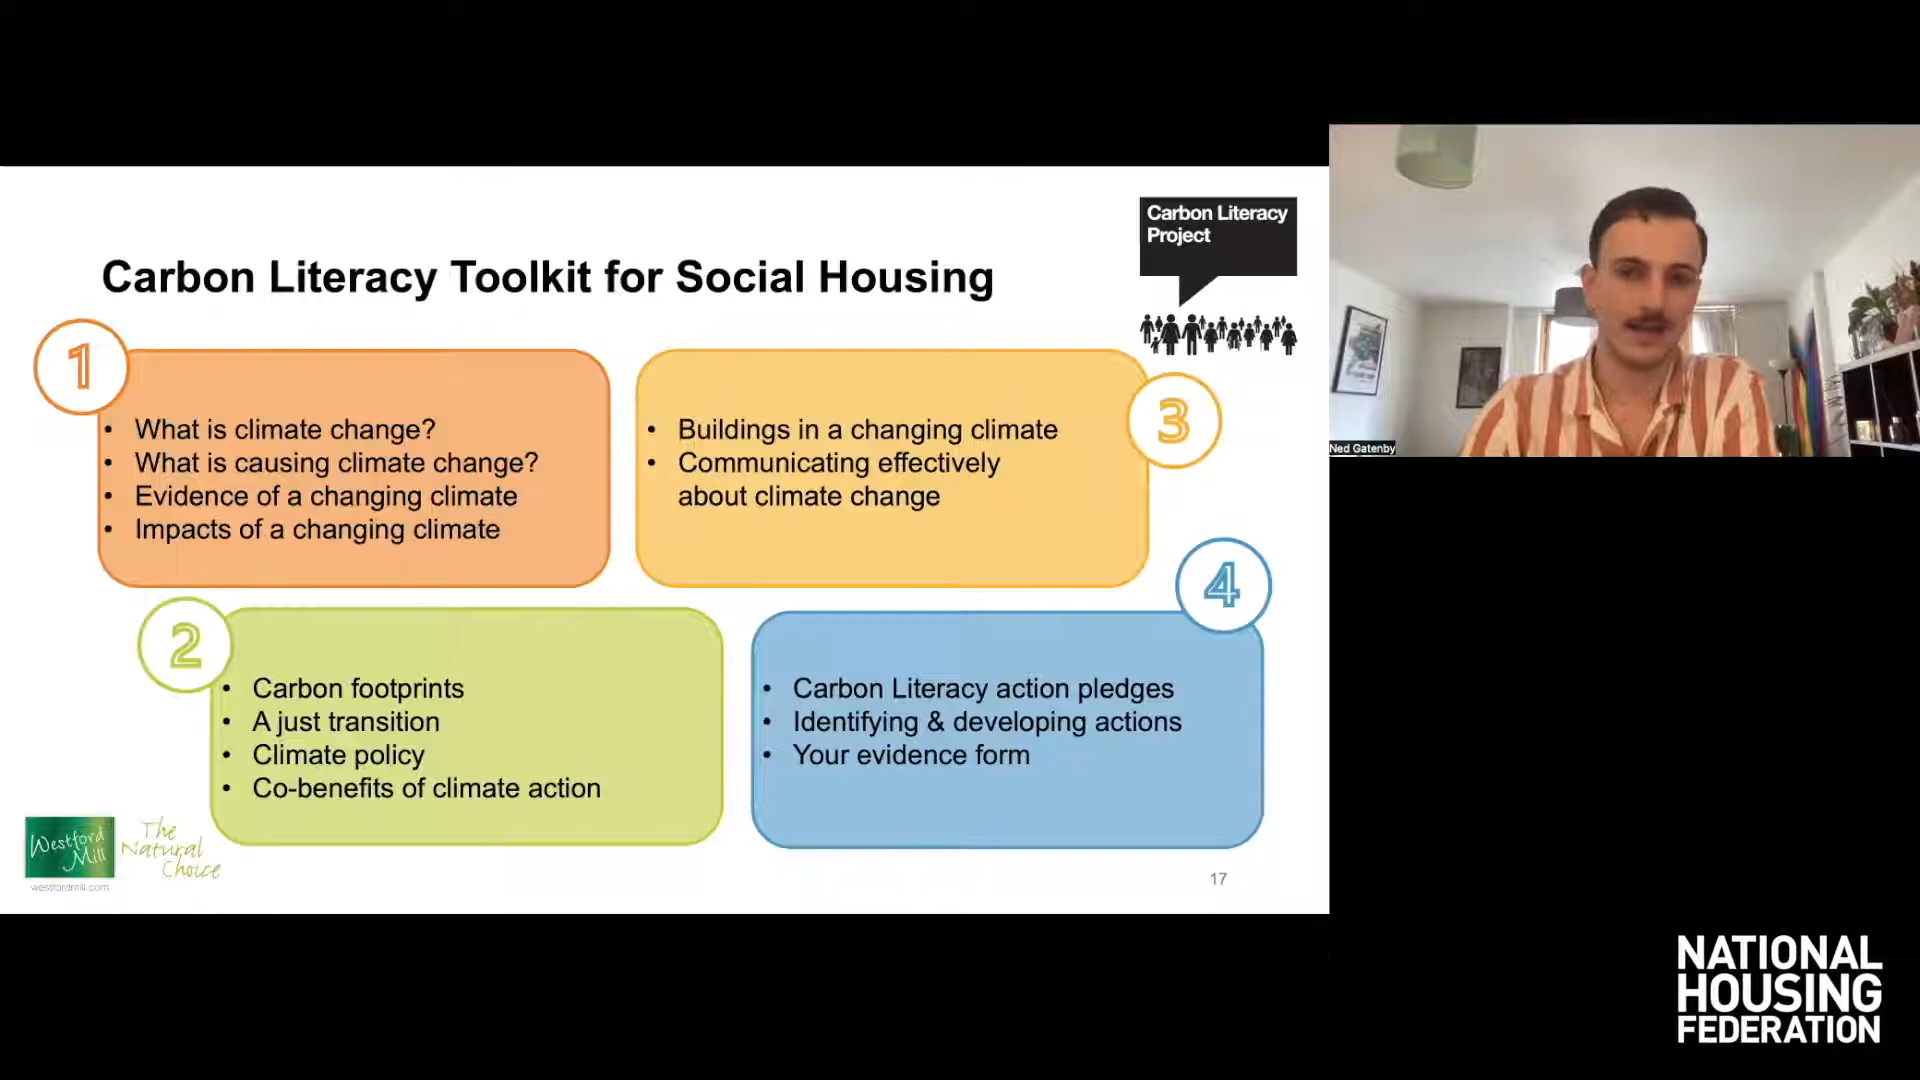 Carbon Literacy
Project
Carbon Literacy Toolkit for Social Housing
1
• What is climate change?
• What is causing climate change?
• Evidence of a changing climate
• Impacts of a changing climate
3
• Buildings in a changing climate
• Communicating effectively
about climate change
2
• Carbon footprints
• A just transition
• Climate policy
• Co-benefits of climate action
4
• Carbon Literacy action pledges
• Identifying & developing actions
• Your evidence form
Westford
Mill
westfordmill.com
The
Natural
Choice
17
Ned Gatenby
NATIONAL
HOUSING
FEDERATION